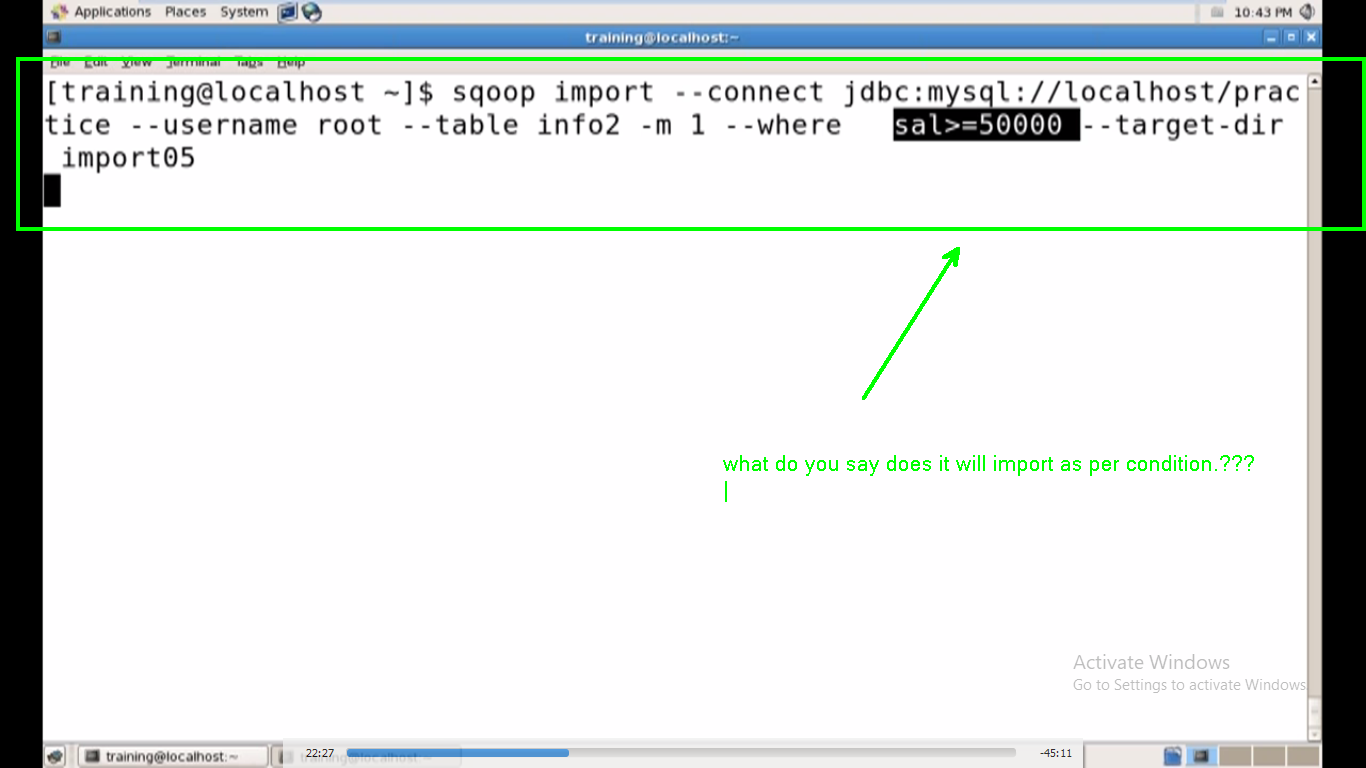 Applications Places System 10:43 PM
training@localhost:~
File Edit View Terminal Tabs Help
[training@localhost ~]$ sqoop import --connect jdbc:mysql://localhost/prac
tice --username root --table info2 -m 1 --where sal>=50000 --target-dir
import05
what do you say does it will import as per condition.???
Activate Windows
Go to Settings to activate Windows
training@localhost:~ training@localhost:~ 22:27 -45:11